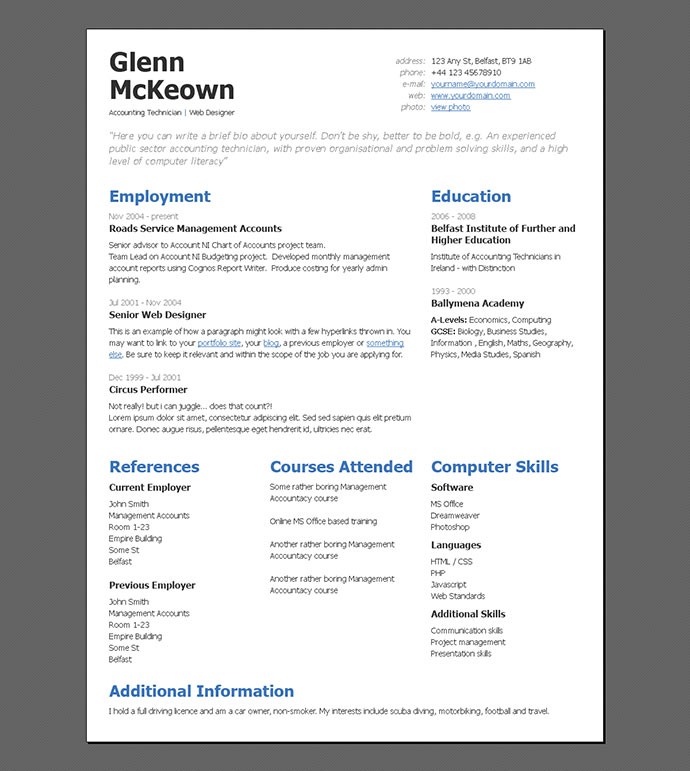 Glenn
McKeown
Accounting Technician | Web Designer
address: 123 Any St, Belfast, BT9 1AB
phone: +44 123 45678910
e-mail: yourname@yourdomain.com
web: www.yourdomain.com
photo: view photo
"Here you can write a brief bio about yourself. Don't be shy, better to be bold, e.g. An experienced
public sector accounting technician, with proven organisational and problem solving skills, and a high
level of computer literacy"
Employment
Nov 2004 - present
Roads Service Management Accounts
Senior advisor to Account NI Chart of Accounts project team.
Team Lead on Account NI Budgeting project. Developed monthly management
account reports using Cognos Report Writer. Produce costing for yearly admin
planning.
Jul 2001 - Nov 2004
Senior Web Designer
This is an example of how a paragraph might look with a few hyperlinks thrown in. You
may want to link to your portfolio site, your blog, a previous employer or something
else. Be sure to keep it relevant and within the scope of the job you are applying for.
Dec 1999 - Jul 2001
Circus Performer
Not really! but i can juggle... does that count?!
Lorem ipsum dolor sit amet, consectetur adipiscing elit. Sed sed sapien quis elit pretium
ornare. Donec augue risus, pellentesque eget hendrerit id, ultricies nec erat.
Education
2006 - 2008
Belfast Institute of Further and
Higher Education
Institute of Accounting Technicians in
Ireland - with Distinction
1993 - 2000
Ballymena Academy
A-Levels: Economics, Computing
GCSE: Biology, Business Studies,
Information , English, Maths, Geography,
Physics, Media Studies, Spanish
References
Current Employer
John Smith
Management Accounts
Room 1-23
Empire Building
Some St
Belfast
Previous Employer
John Smith
Management Accounts
Room 1-23
Empire Building
Some St
Belfast
Courses Attended
Some rather boring Management
Accountancy course
Online MS Office based training
Another rather boring Management
Accountancy course
Another rather boring Management
Accountancy course
Computer Skills
Software
MS Office
Dreamweaver
Photoshop
Languages
HTML / CSS
PHP
Javascript
Web Standards
Additional Skills
Communication skills
Project management
Presentation skills
Additional Information
I hold a full driving licence and am a car owner, non-smoker. My interests include scuba diving, motorbiking, football and travel.